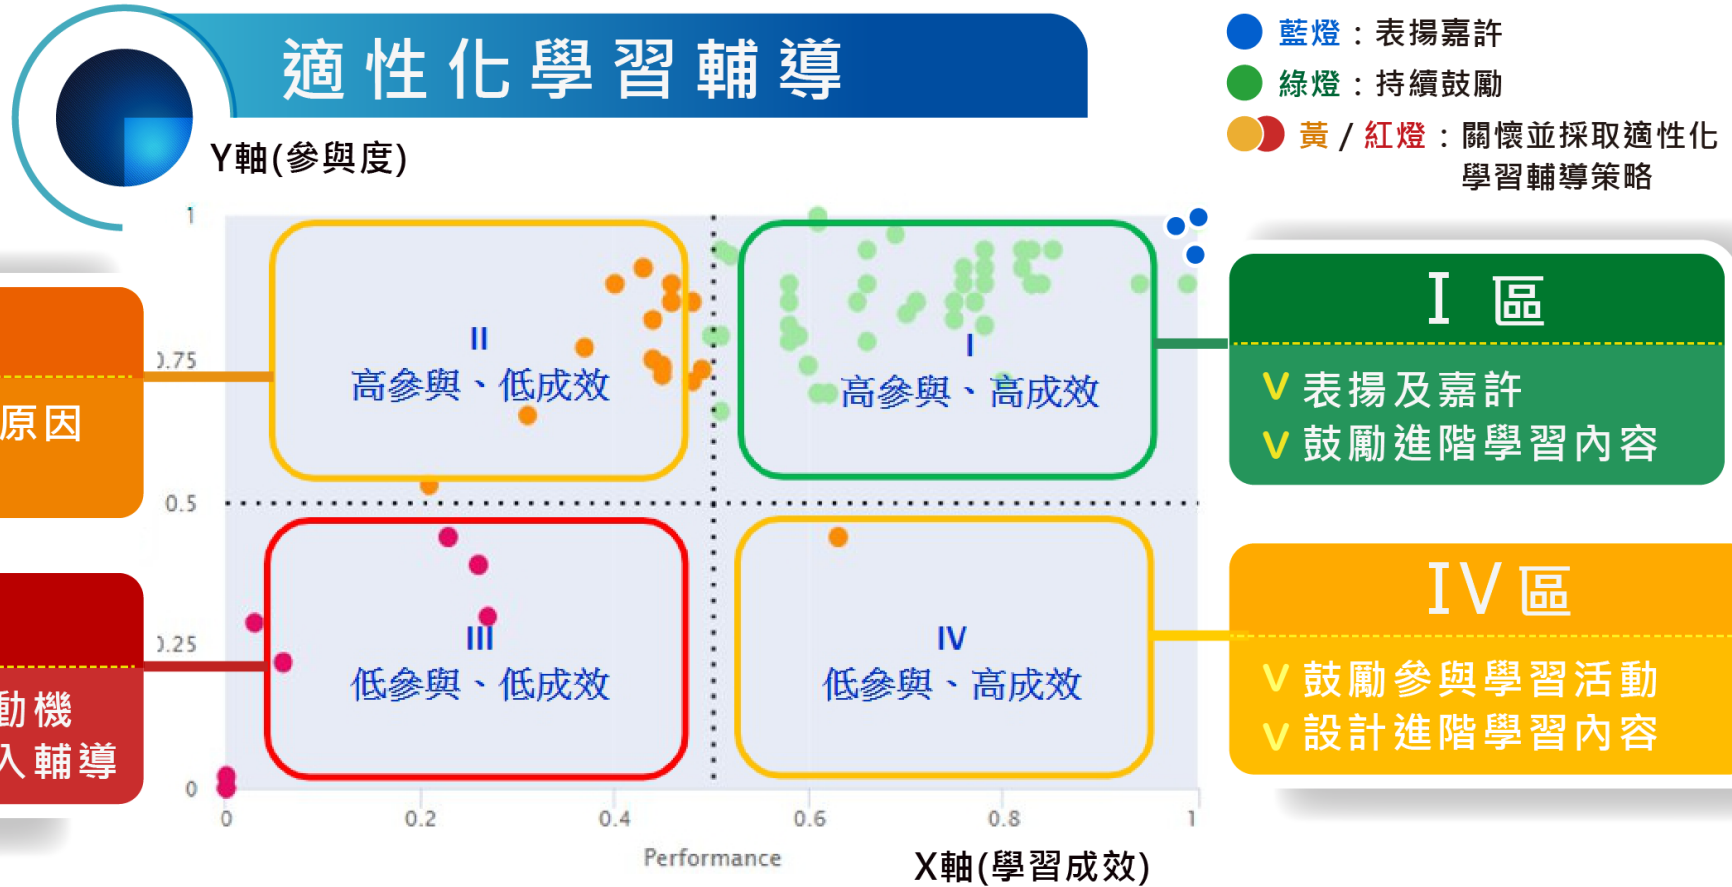 適性化學習輔導
藍燈：表揚嘉許
綠燈：持續鼓勵
黃/紅燈：關懷並採取適性化
學習輔導策略
Y軸(參與度)
1
0.75
0.5
0.25
0
II
高參與、低成效
I
高參與、高成效
III
低參與、低成效
IV
低參與、高成效
0
0.2
0.4
0.6
0.8
1
Performance
X軸(學習成效)
原因
動機
入輔導
I 區
V 表揚及嘉許
V 鼓勵進階學習內容
IV區
V 鼓勵參與學習活動
V 設計進階學習內容